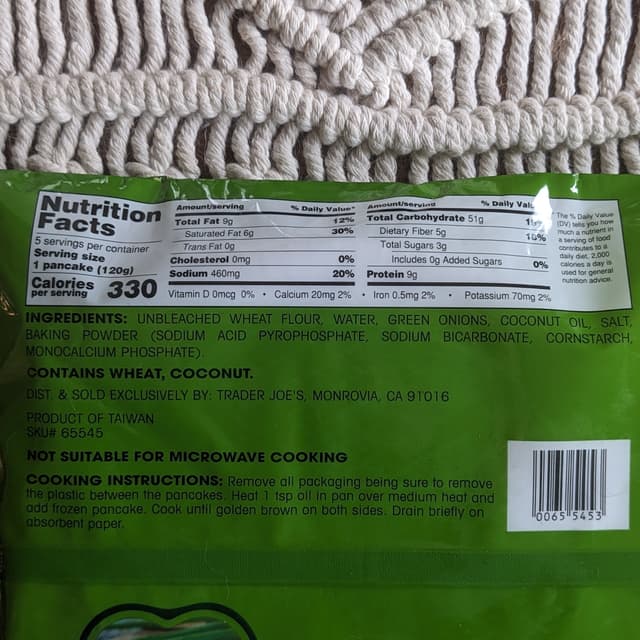 Nutrition
Facts
5 servings per container
Serving size
1 pancake (120g)
Calories
per serving 330
Amount/serving % Daily Value*
Total Fat 9g 12%
Saturated Fat 6g 30%
Trans Fat 0g
Cholesterol 0mg 0%
Sodium 460mg 20%
Amount/serving % Daily
Total Carbohydrate 51g
Dietary Fiber 5g 18%
Total Sugars 3g
Includes 0g Added Sugars 0%
Protein 9g
Vitamin D 0mcg 0% • Calcium 20mg 2% • Iron 0.5mg 2% • Potassium 70mg 2%
*The % Daily Value
(DV) tells you how
much a nutrient in
a serving of food
contributes to a
daily diet. 2,000
calories a day is
used for general
nutrition advice.
INGREDIENTS: UNBLEACHED WHEAT FLOUR, WATER, GREEN ONIONS, COCONUT OIL, SALT,
BAKING POWDER (SODIUM ACID PYROPHOSPHATE, SODIUM BICARBONATE, CORNSTARCH,
MONOCALCIUM PHOSPHATE).
CONTAINS WHEAT, COCONUT.
DIST. & SOLD EXCLUSIVELY BY: TRADER JOE'S, MONROVIA, CA 91016
PRODUCT OF TAIWAN
SKU# 65545
NOT SUITABLE FOR MICROWAVE COOKING
COOKING INSTRUCTIONS: Remove all packaging being sure to remove
the plastic between the pancakes. Heat 1 tsp oil in pan over medium heat and
add frozen pancake. Cook until golden brown on both sides. Drain briefly on
absorbent paper.
0065 5453